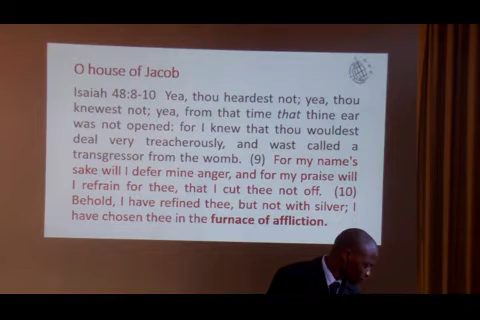 O house of Jacob
Isaiah 48:8-10 Yea, thou heardest not; yea, thou
knewest not; yea, from that time that thine ear
was not opened: for I knew that thou wouldest
deal very treacherously, and wast called a
transgressor from the womb. (9) For my name's
sake will I defer mine anger, and for my praise will
I refrain for thee, that I cut thee not off. (10)
Behold, I have refined thee, but not with silver; I
have chosen thee in the furnace of affliction.